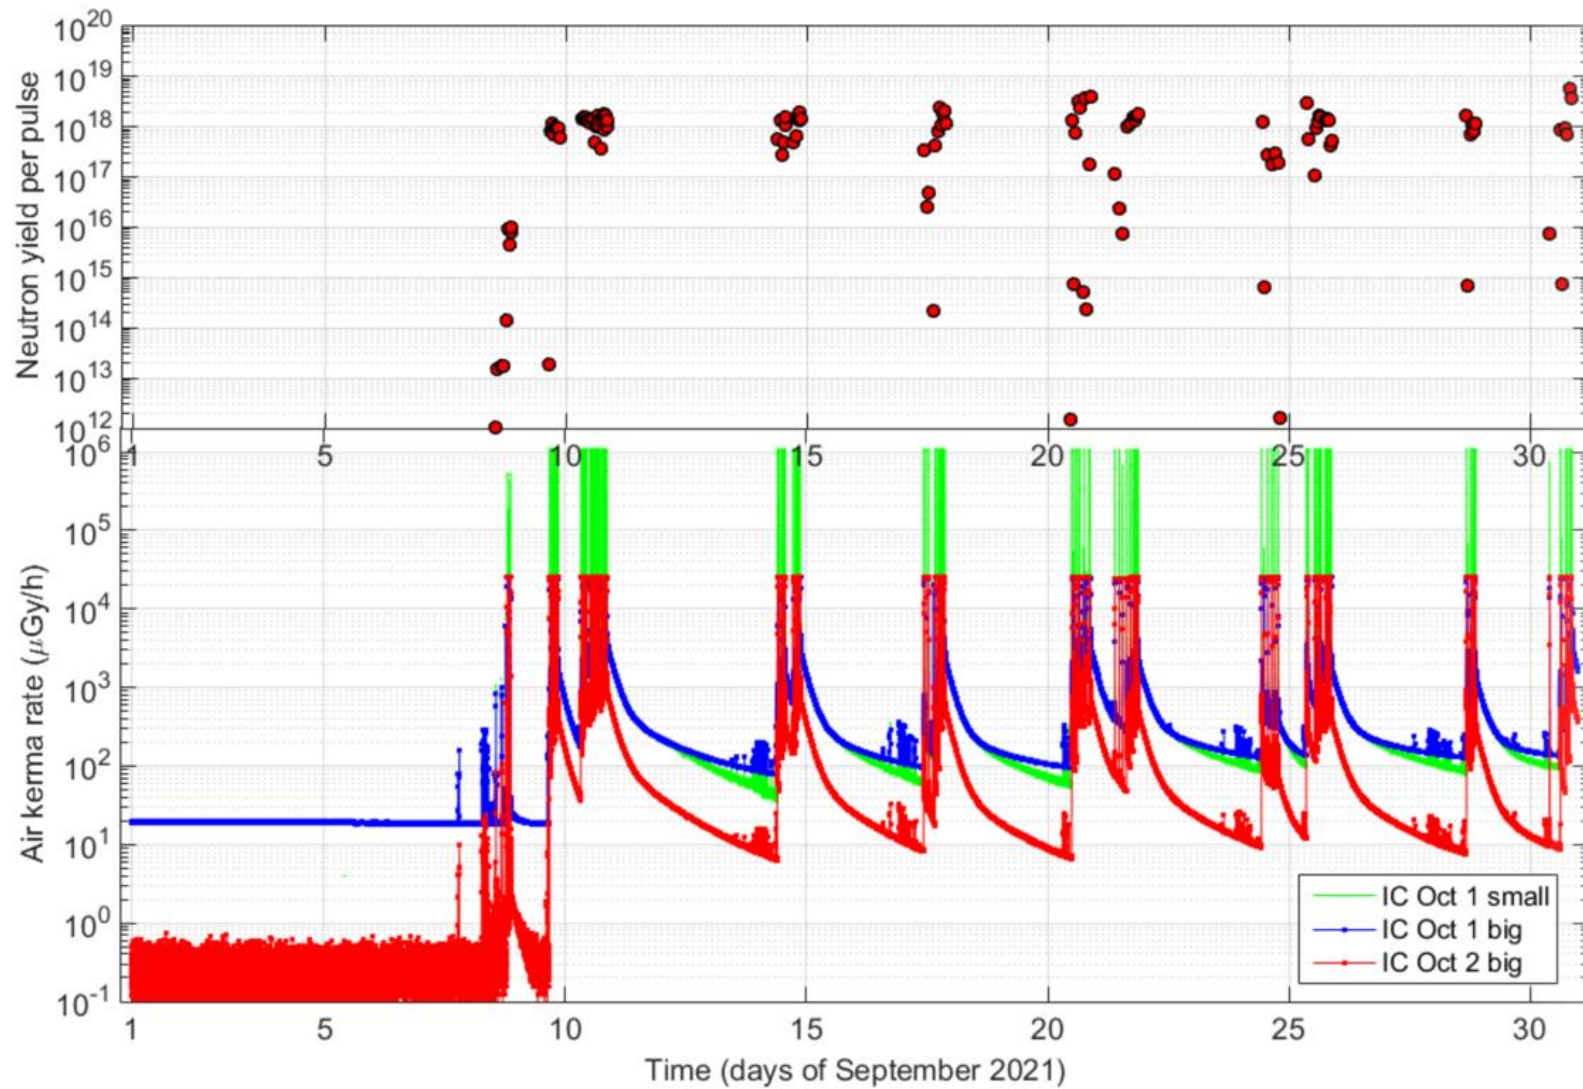 Neutron yield per pulse
10^20
10^19
10^18
10^17
10^16
10^15
10^14
10^13
10^12
1 5 10 15 20 25 30
Air kerma rate (μGy/h)
10^6
10^5
10^4
10^3
10^2
10^1
10^0
10^-1
IC Oct 1 small
IC Oct 1 big
IC Oct 2 big
1 5 10 15 20 25 30
Time (days of September 2021)